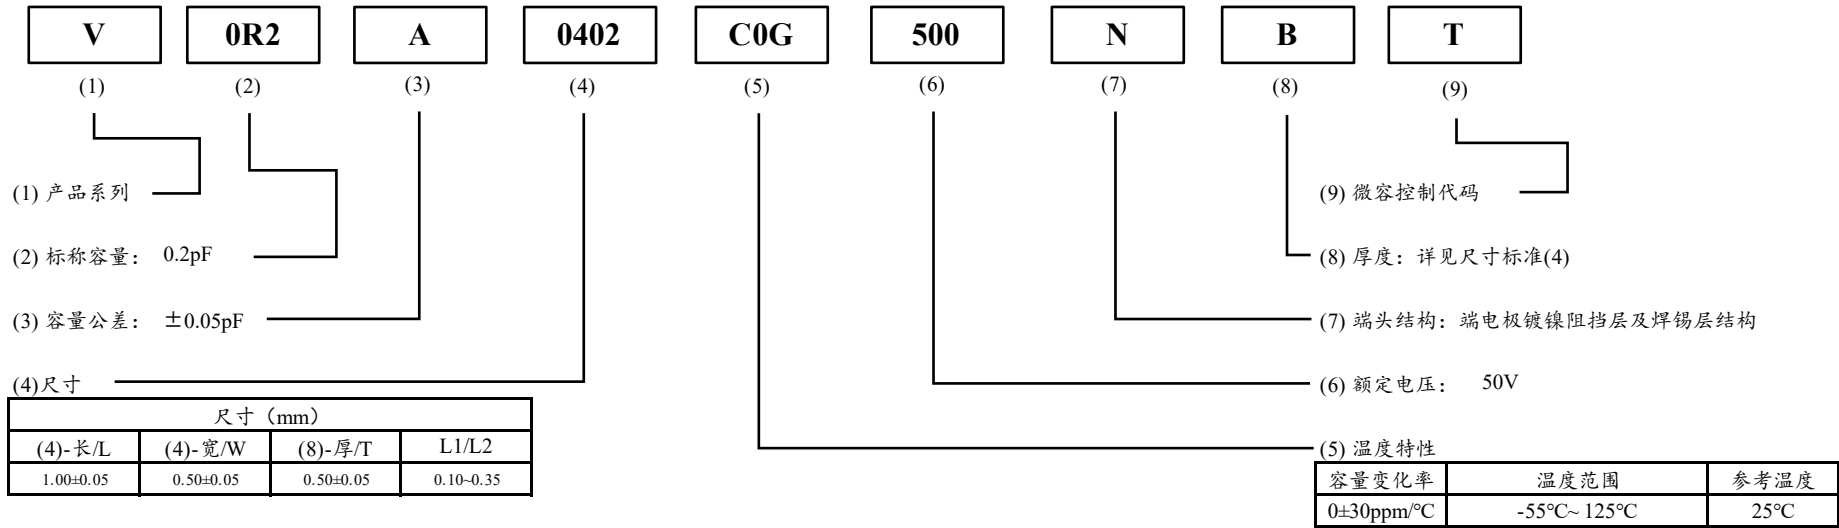 V 0R2 A 0402 C0G 500 N B T
(1) (2) (3) (4) (5) (6) (7) (8) (9)
(1) 产品系列
(9) 微容控制代码
(2) 标称容量： 0.2pF
(8) 厚度：详见尺寸标准(4)
(3) 容量公差： ±0.05pF
(7) 端头结构：端电极镀镍阻挡层及焊锡层结构
(4)尺寸
(6) 额定电压： 50V
尺寸（mm）
(4)-长/L (4)-宽/W (8)-厚/T L1/L2
1.00±0.05 0.50±0.05 0.50±0.05 0.10~0.35
(5) 温度特性
容量变化率 温度范围 参考温度
0±30ppm/°C -55°C~ 125°C 25°C